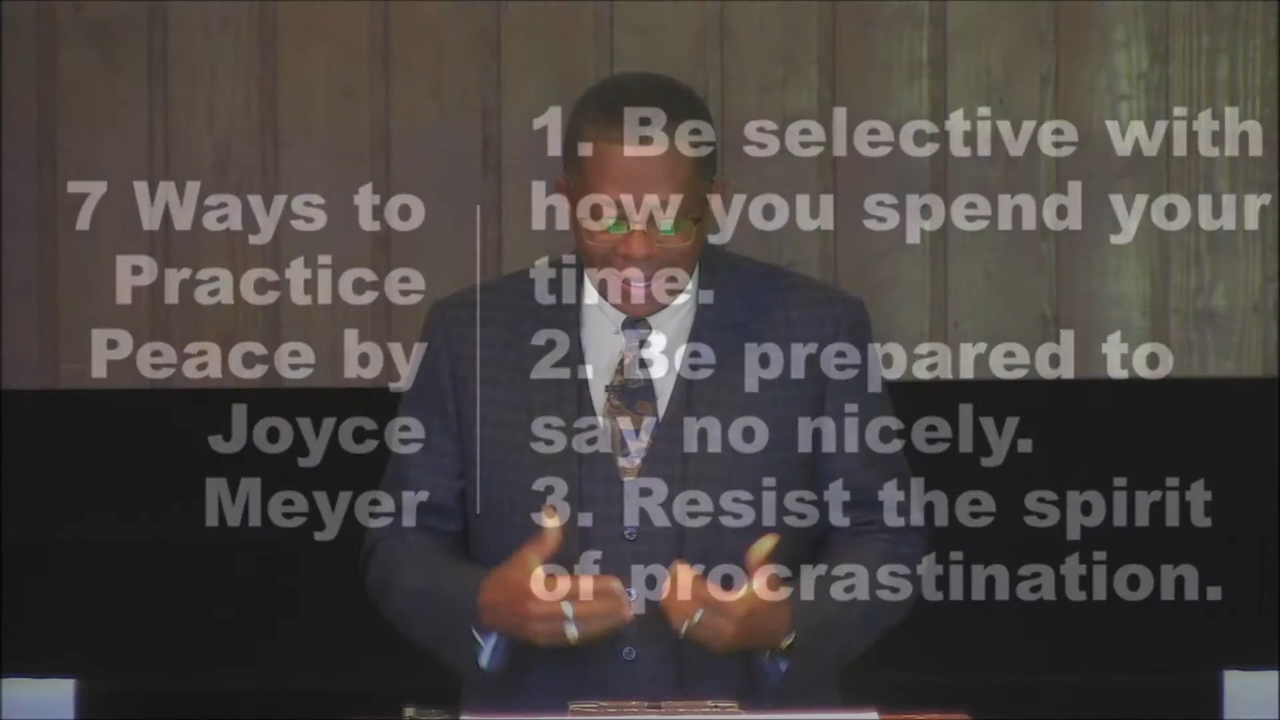 7 Ways to
Practice
Peace by
Joyce
Meyer
1. Be selective with
how you spend your
time.
2. Be prepared to
say no nicely.
3. Resist the spirit
of procrastination.